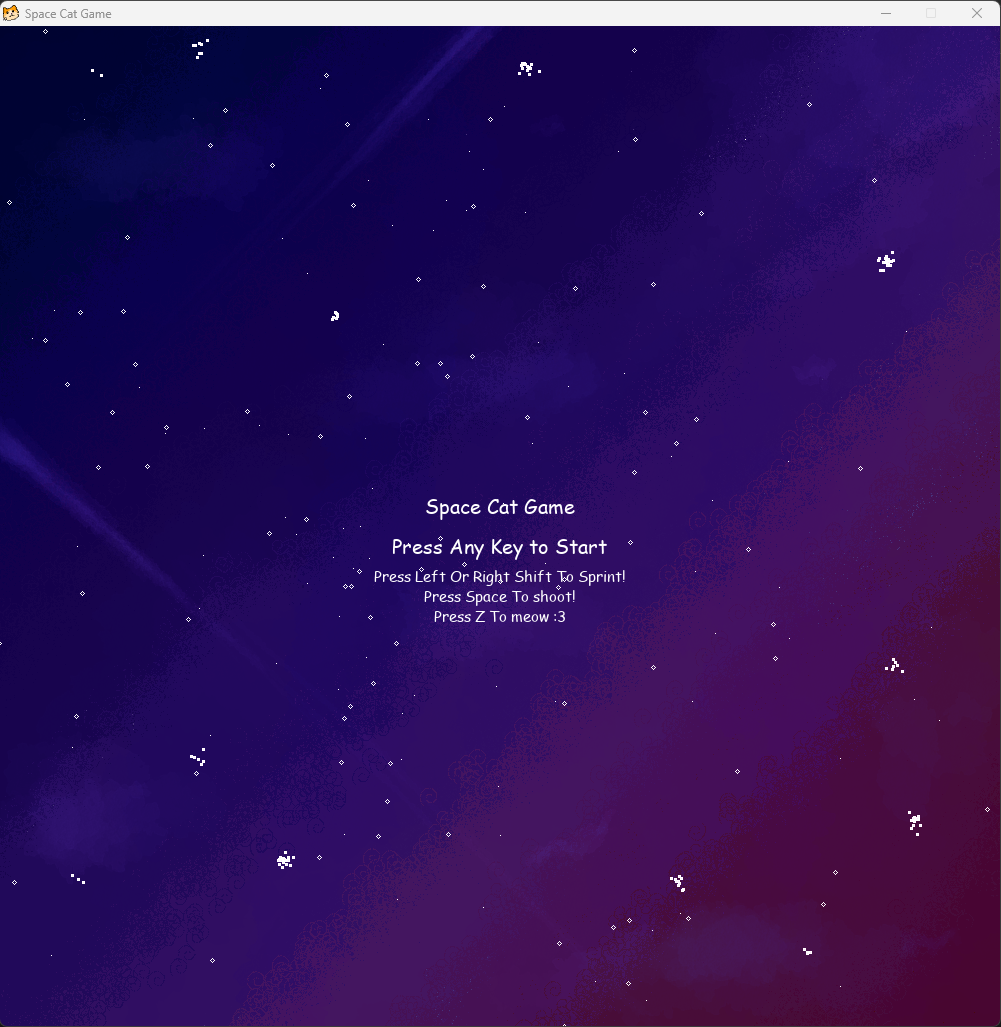 Space Cat Game
Space Cat Game
Press Any Key to Start
Press Left Or Right Shift To Sprint!
Press Space To shoot!
Press Z To meow :3